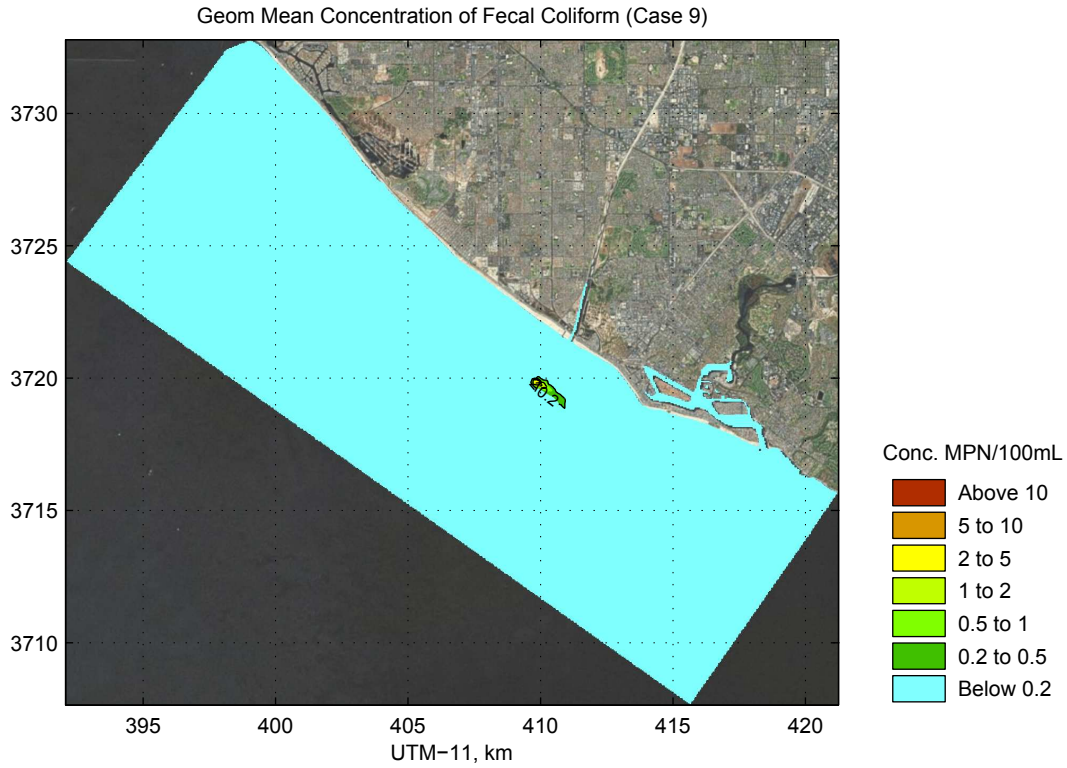 Geom Mean Concentration of Fecal Coliform (Case 9)
3730
3725
3720
3715
3710
0.2
395
400
405
410
415
420
UTM−11, km
Conc. MPN/100mL
Above 10
5 to 10
2 to 5
1 to 2
0.5 to 1
0.2 to 0.5
Below 0.2